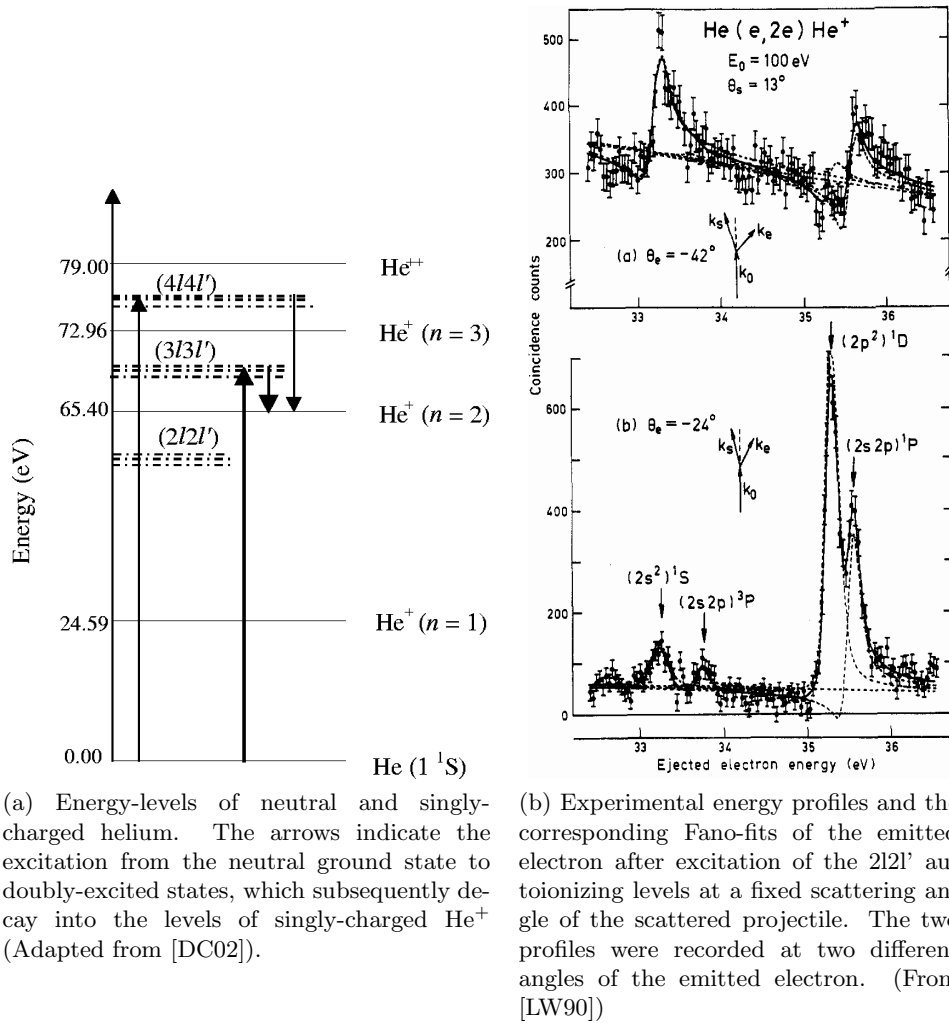 79.00
He++
(4l4l')
72.96
He+ (n = 3)
(3l3l')
65.40
He+ (n = 2)
(2l2l')
Energy (eV)
24.59
He+ (n = 1)
0.00
He (1 1S)
(a) Energy-levels of neutral and singly-
charged helium. The arrows indicate the
excitation from the neutral ground state to
doubly-excited states, which subsequently de-
cay into the levels of singly-charged He+
(Adapted from [DC02]).
500
He (e,2e) He+
E0 = 100 eV
θs = 13°
400
300
200
ks
ke
k0
(a) θe = -42°
33
34
35
36
Coincidence counts
(2p2)1D
600
(b) θe = -24°
ks
ke
k0
(2s2p)1P
400
(2s2)1S
(2s2p)3P
200
0
33
34
35
36
Ejected electron energy (eV)
(b) Experimental energy profiles and th
corresponding Fano-fits of the emitted
electron after excitation of the 2l2l' au
toionizing levels at a fixed scattering an
gle of the scattered projectile. The two
profiles were recorded at two differen
angles of the emitted electron. (From
[LW90])